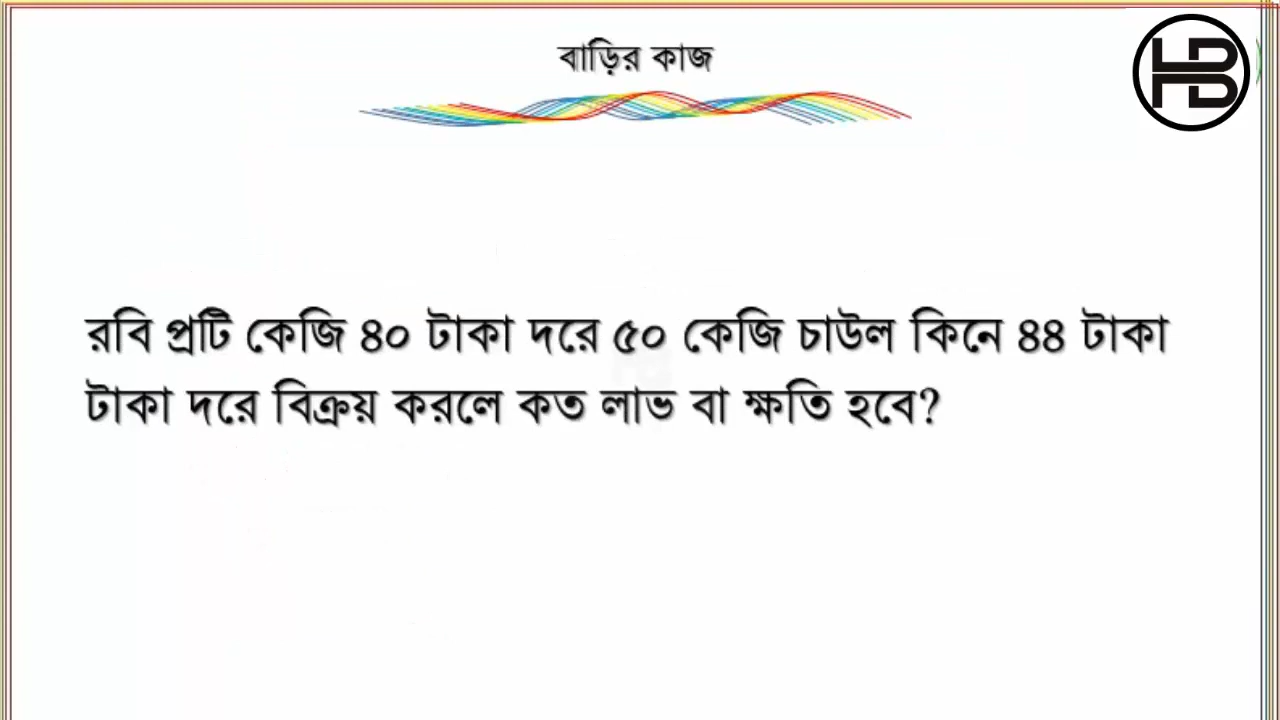 বাড়ির কাজ
রবি প্রটি কেজি ৪০ টাকা দরে ৫০ কেজি চাউল কিনে ৪৪ টাকা
টাকা দরে বিক্রয় করলে কত লাভ বা ক্ষতি হবে?